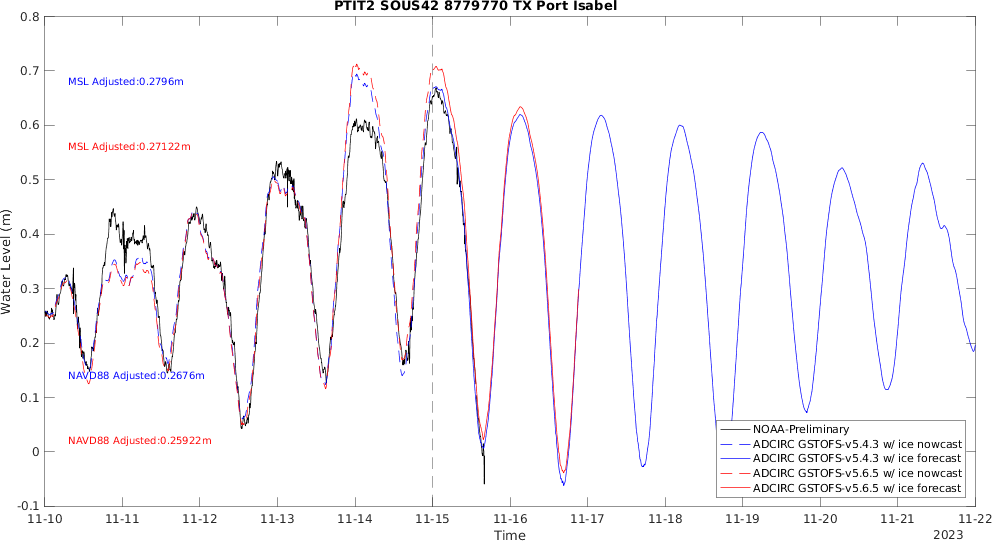 PTIT2 SOUS42 8779770 TX Port Isabel
0.8
0.7
0.6
0.5
0.4
0.3
0.2
0.1
0
-0.1
Water Level (m)
MSL Adjusted:0.2796m
MSL Adjusted:0.27122m
NAVD88 Adjusted:0.2676m
NAVD88 Adjusted:0.25922m
NOAA-Preliminary
ADCIRC GSTOFS-v5.4.3 w/ ice nowcast
ADCIRC GSTOFS-v5.4.3 w/ ice forecast
ADCIRC GSTOFS-v5.6.5 w/ ice nowcast
ADCIRC GSTOFS-v5.6.5 w/ ice forecast
11-10 11-11 11-12 11-13 11-14 11-15 11-16 11-17 11-18 11-19 11-20 11-21 11-22
2023
Time